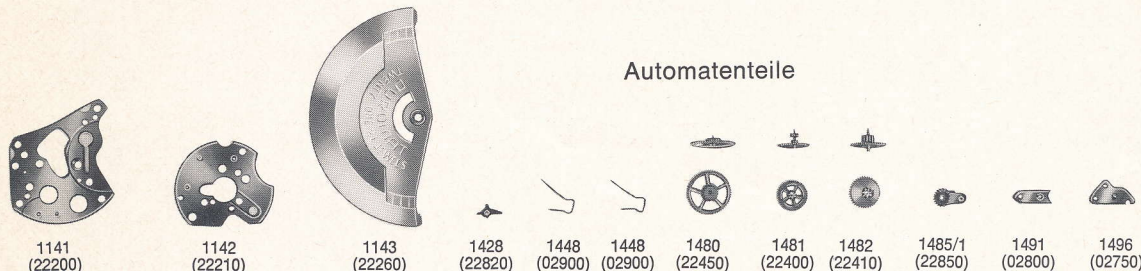 Automatenteile
1141 1142 1143 1428 1448 1448 1480 1481 1482 1485/1 1491 1496
(22200) (22210) (22260) (22820) (02900) (02900) (22450) (22400) (22410) (22850) (02800) (02750)